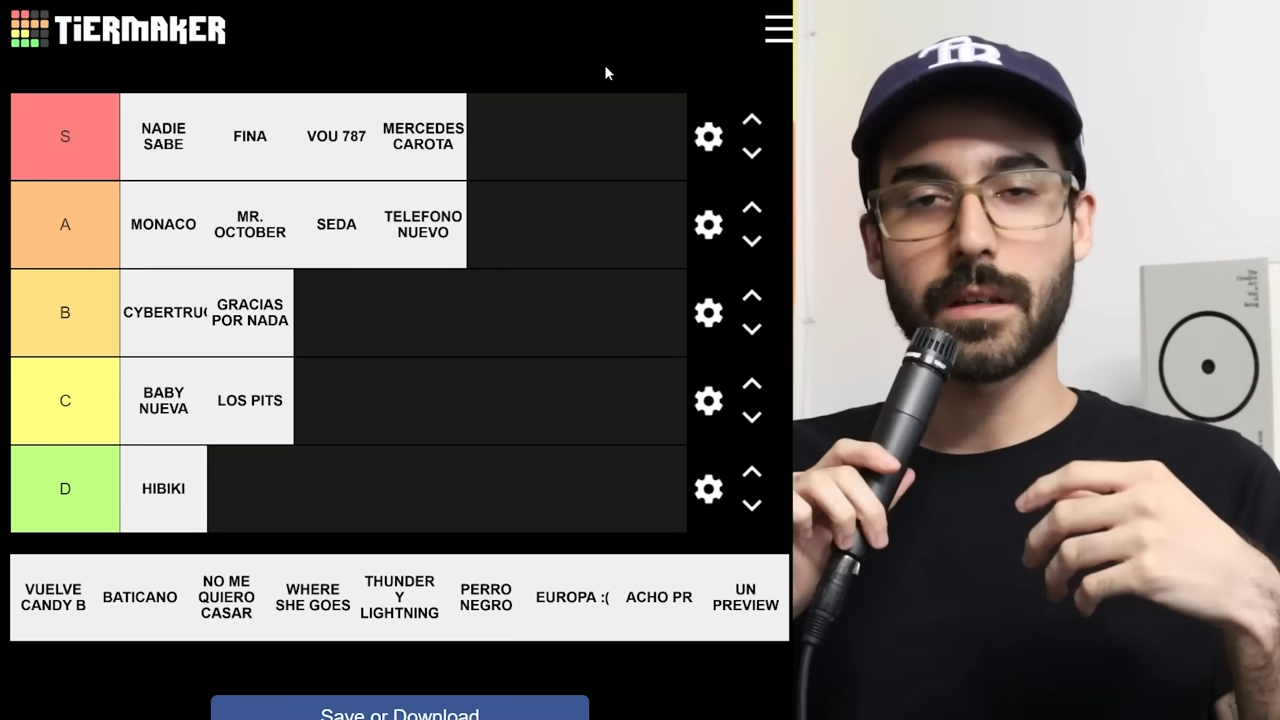 TiERMAKER
S
NADIE
SABE
FINA
VOU 787
MERCEDES
CAROTA
A
MONACO
MR.
OCTOBER
SEDA
TELEFONO
NUEVO
B
CYBERTRUC
GRACIAS
POR NADA
C
BABY
NUEVA
LOS PITS
D
HIBIKI
VUELVE
CANDY B
BATICANO
NO ME
QUIERO
CASAR
WHERE
SHE GOES
THUNDER
Y
LIGHTNING
PERRO
NEGRO
EUROPA :(
ACHO PR
UN
PREVIEW
Save or Download
TB